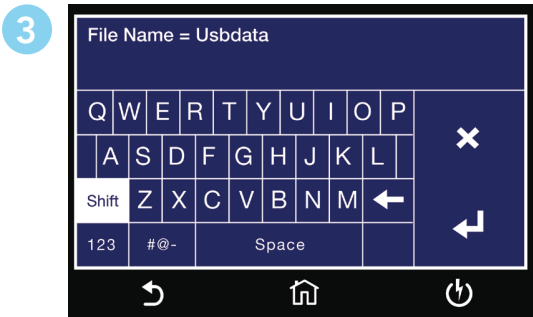 3
File Name = Usbdata
Q W E R T Y U I O P
A S D F G H J K L
Shift Z X C V B N M
123 #@- Space